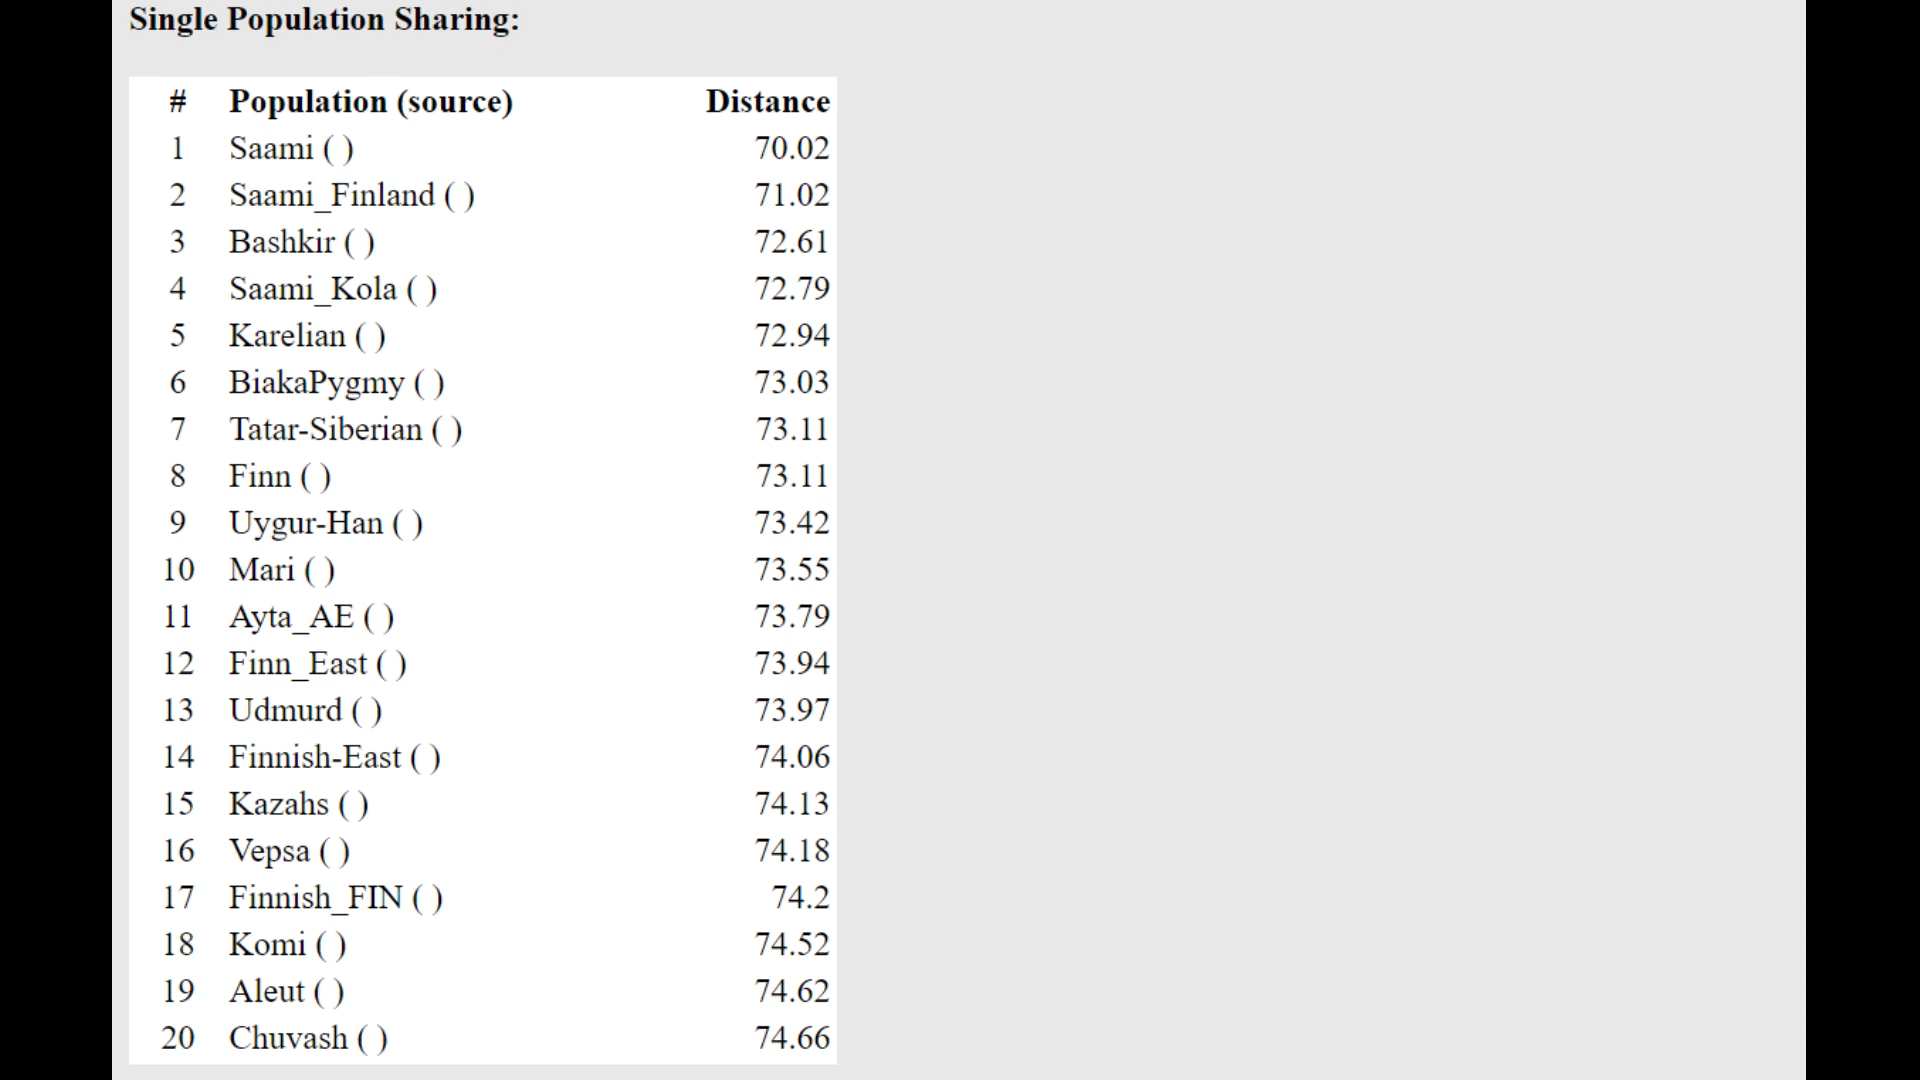 Single Population Sharing:
# Population (source) Distance
1 Saami ( ) 70.02
2 Saami_Finland ( ) 71.02
3 Bashkir ( ) 72.61
4 Saami_Kola ( ) 72.79
5 Karelian ( ) 72.94
6 BiakaPygmy ( ) 73.03
7 Tatar-Siberian ( ) 73.11
8 Finn ( ) 73.11
9 Uygur-Han ( ) 73.42
10 Mari ( ) 73.55
11 Ayta_AE ( ) 73.79
12 Finn_East ( ) 73.94
13 Udmurd ( ) 73.97
14 Finnish-East ( ) 74.06
15 Kazahs ( ) 74.13
16 Vepsa ( ) 74.18
17 Finnish_FIN ( ) 74.2
18 Komi ( ) 74.52
19 Aleut ( ) 74.62
20 Chuvash ( ) 74.66